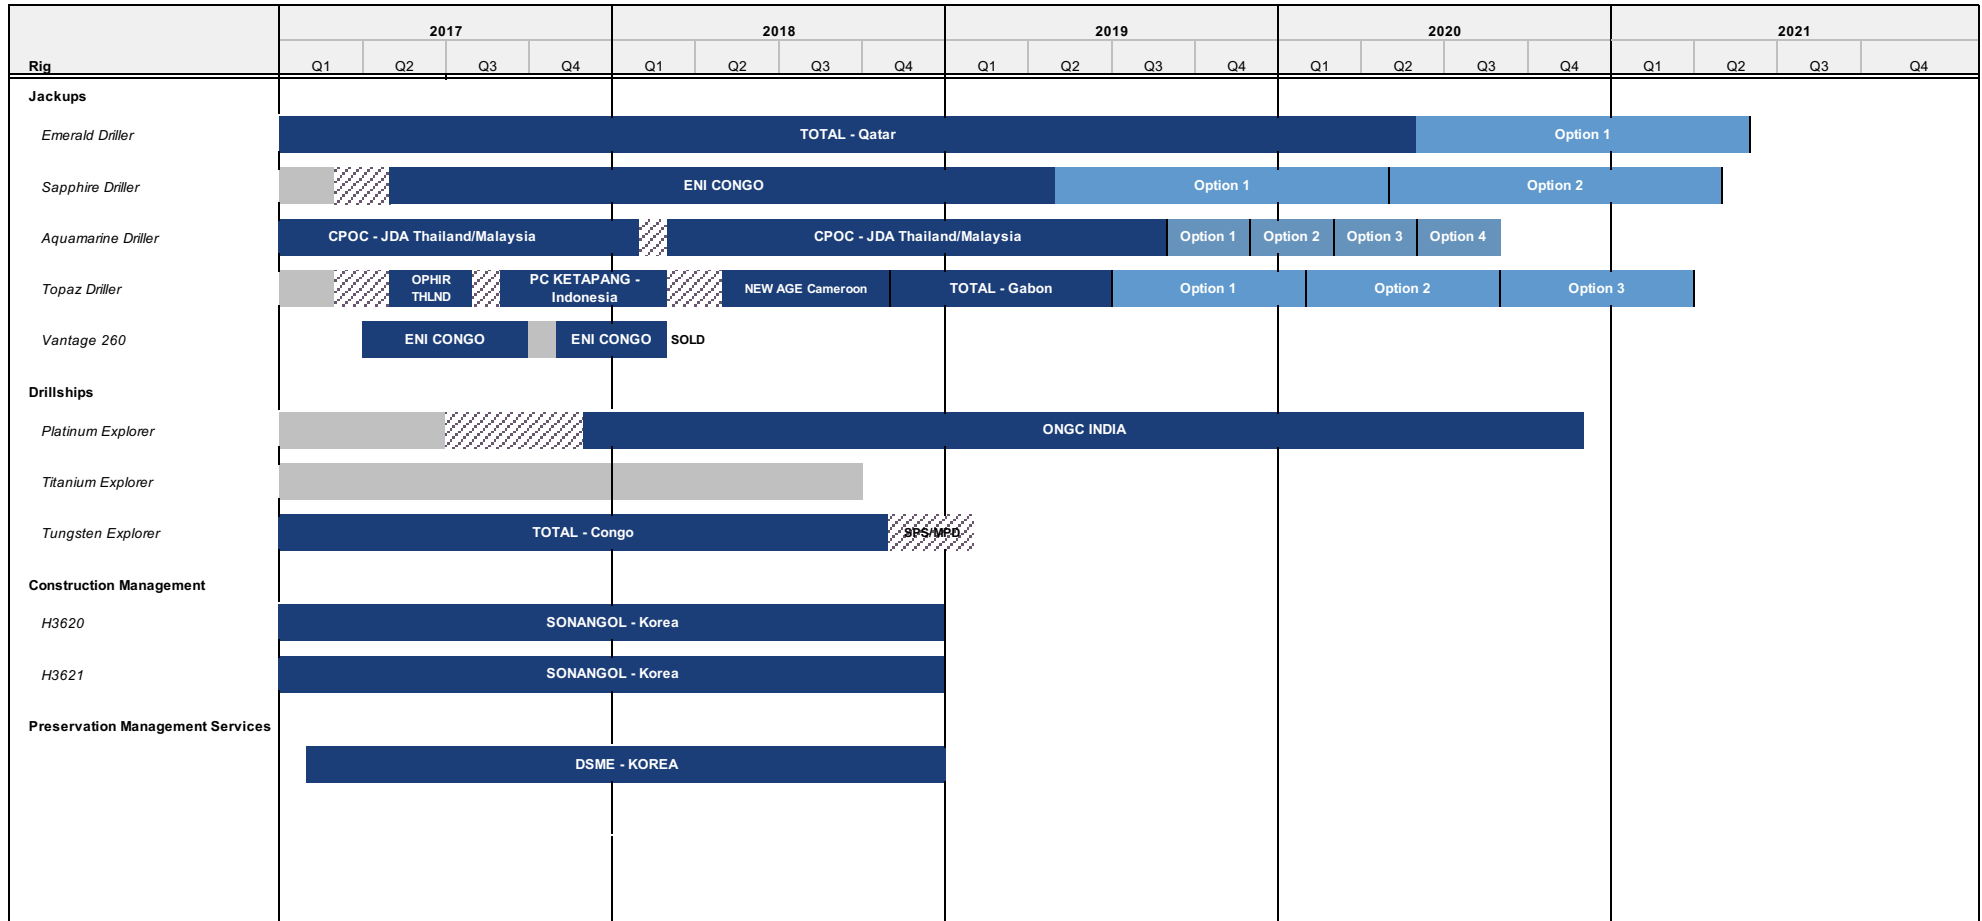 2017 2018 2019 2020 2021
Rig Q1 Q2 Q3 Q4 Q1 Q2 Q3 Q4 Q1 Q2 Q3 Q4 Q1 Q2 Q3 Q4 Q1 Q2 Q3 Q4
Jackups
Emerald Driller TOTAL - Qatar Option 1
Sapphire Driller ENI CONGO Option 1 Option 2
Aquamarine Driller CPOC - JDA Thailand/Malaysia CPOC - JDA Thailand/Malaysia Option 1 Option 2 Option 3 Option 4
Topaz Driller OPHIR THLND PC KETAPANG - Indonesia NEW AGE Cameroon TOTAL - Gabon Option 1 Option 2 Option 3
Vantage 260 ENI CONGO ENI CONGO SOLD
Drillships
Platinum Explorer ONGC INDIA
Titanium Explorer
Tungsten Explorer TOTAL - Congo SPS/MPD
Construction Management
H3620 SONANGOL - Korea
H3621 SONANGOL - Korea
Preservation Management Services
DSME - KOREA